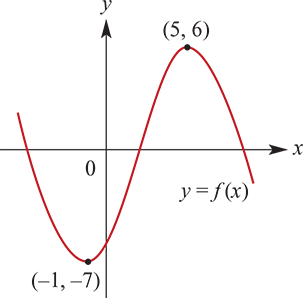 y
(5, 6)
x
0
y = f(x)
(–1, –7)